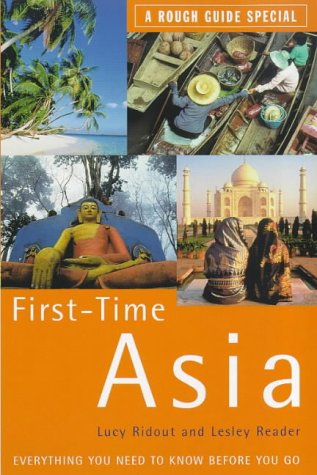 A ROUGH GUIDE SPECIAL
First-Time
Asia
Lucy Ridout and Lesley Reader
EVERYTHING YOU NEED TO KNOW BEFORE YOU GO